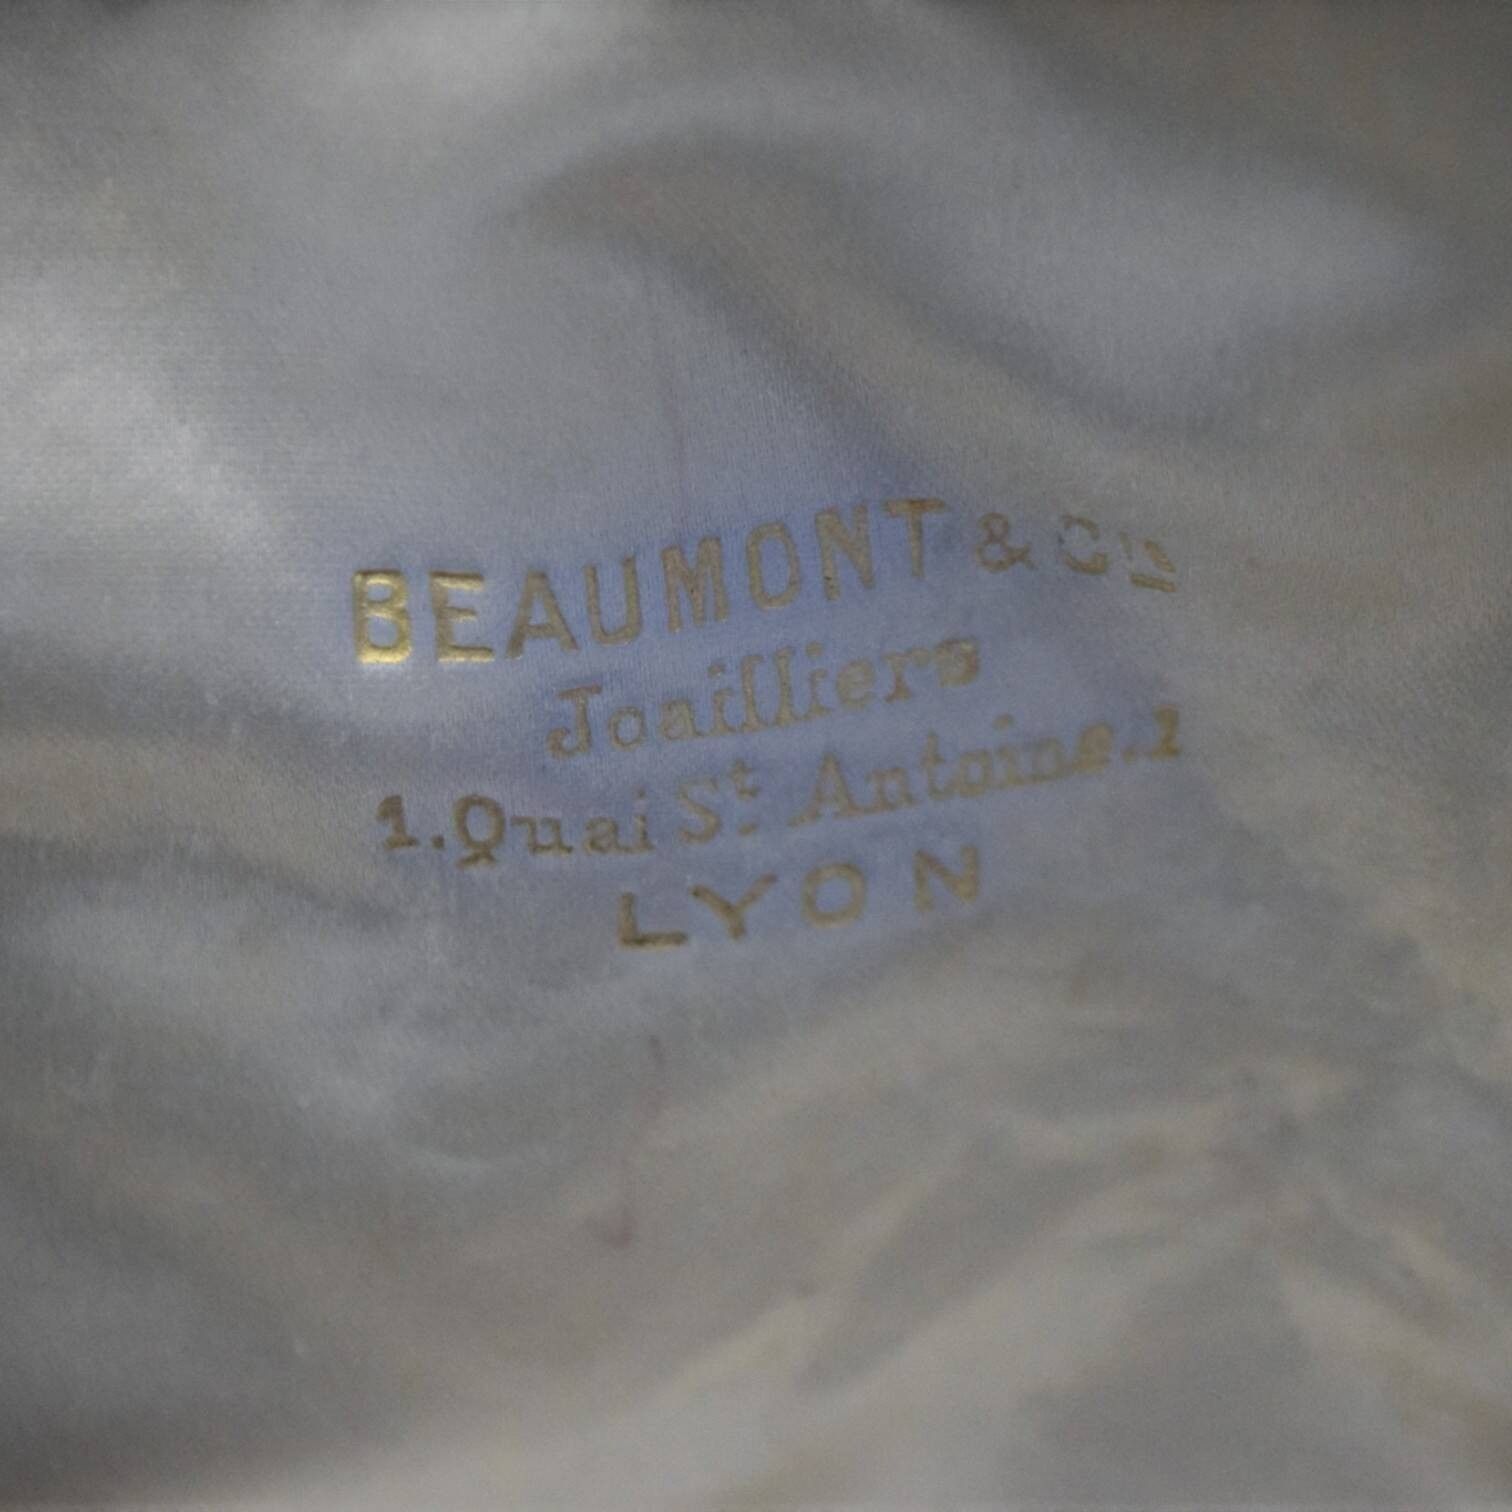 BEAUMONT & Cie
Joailliers
1. Quai St Antoine. 1
LYON